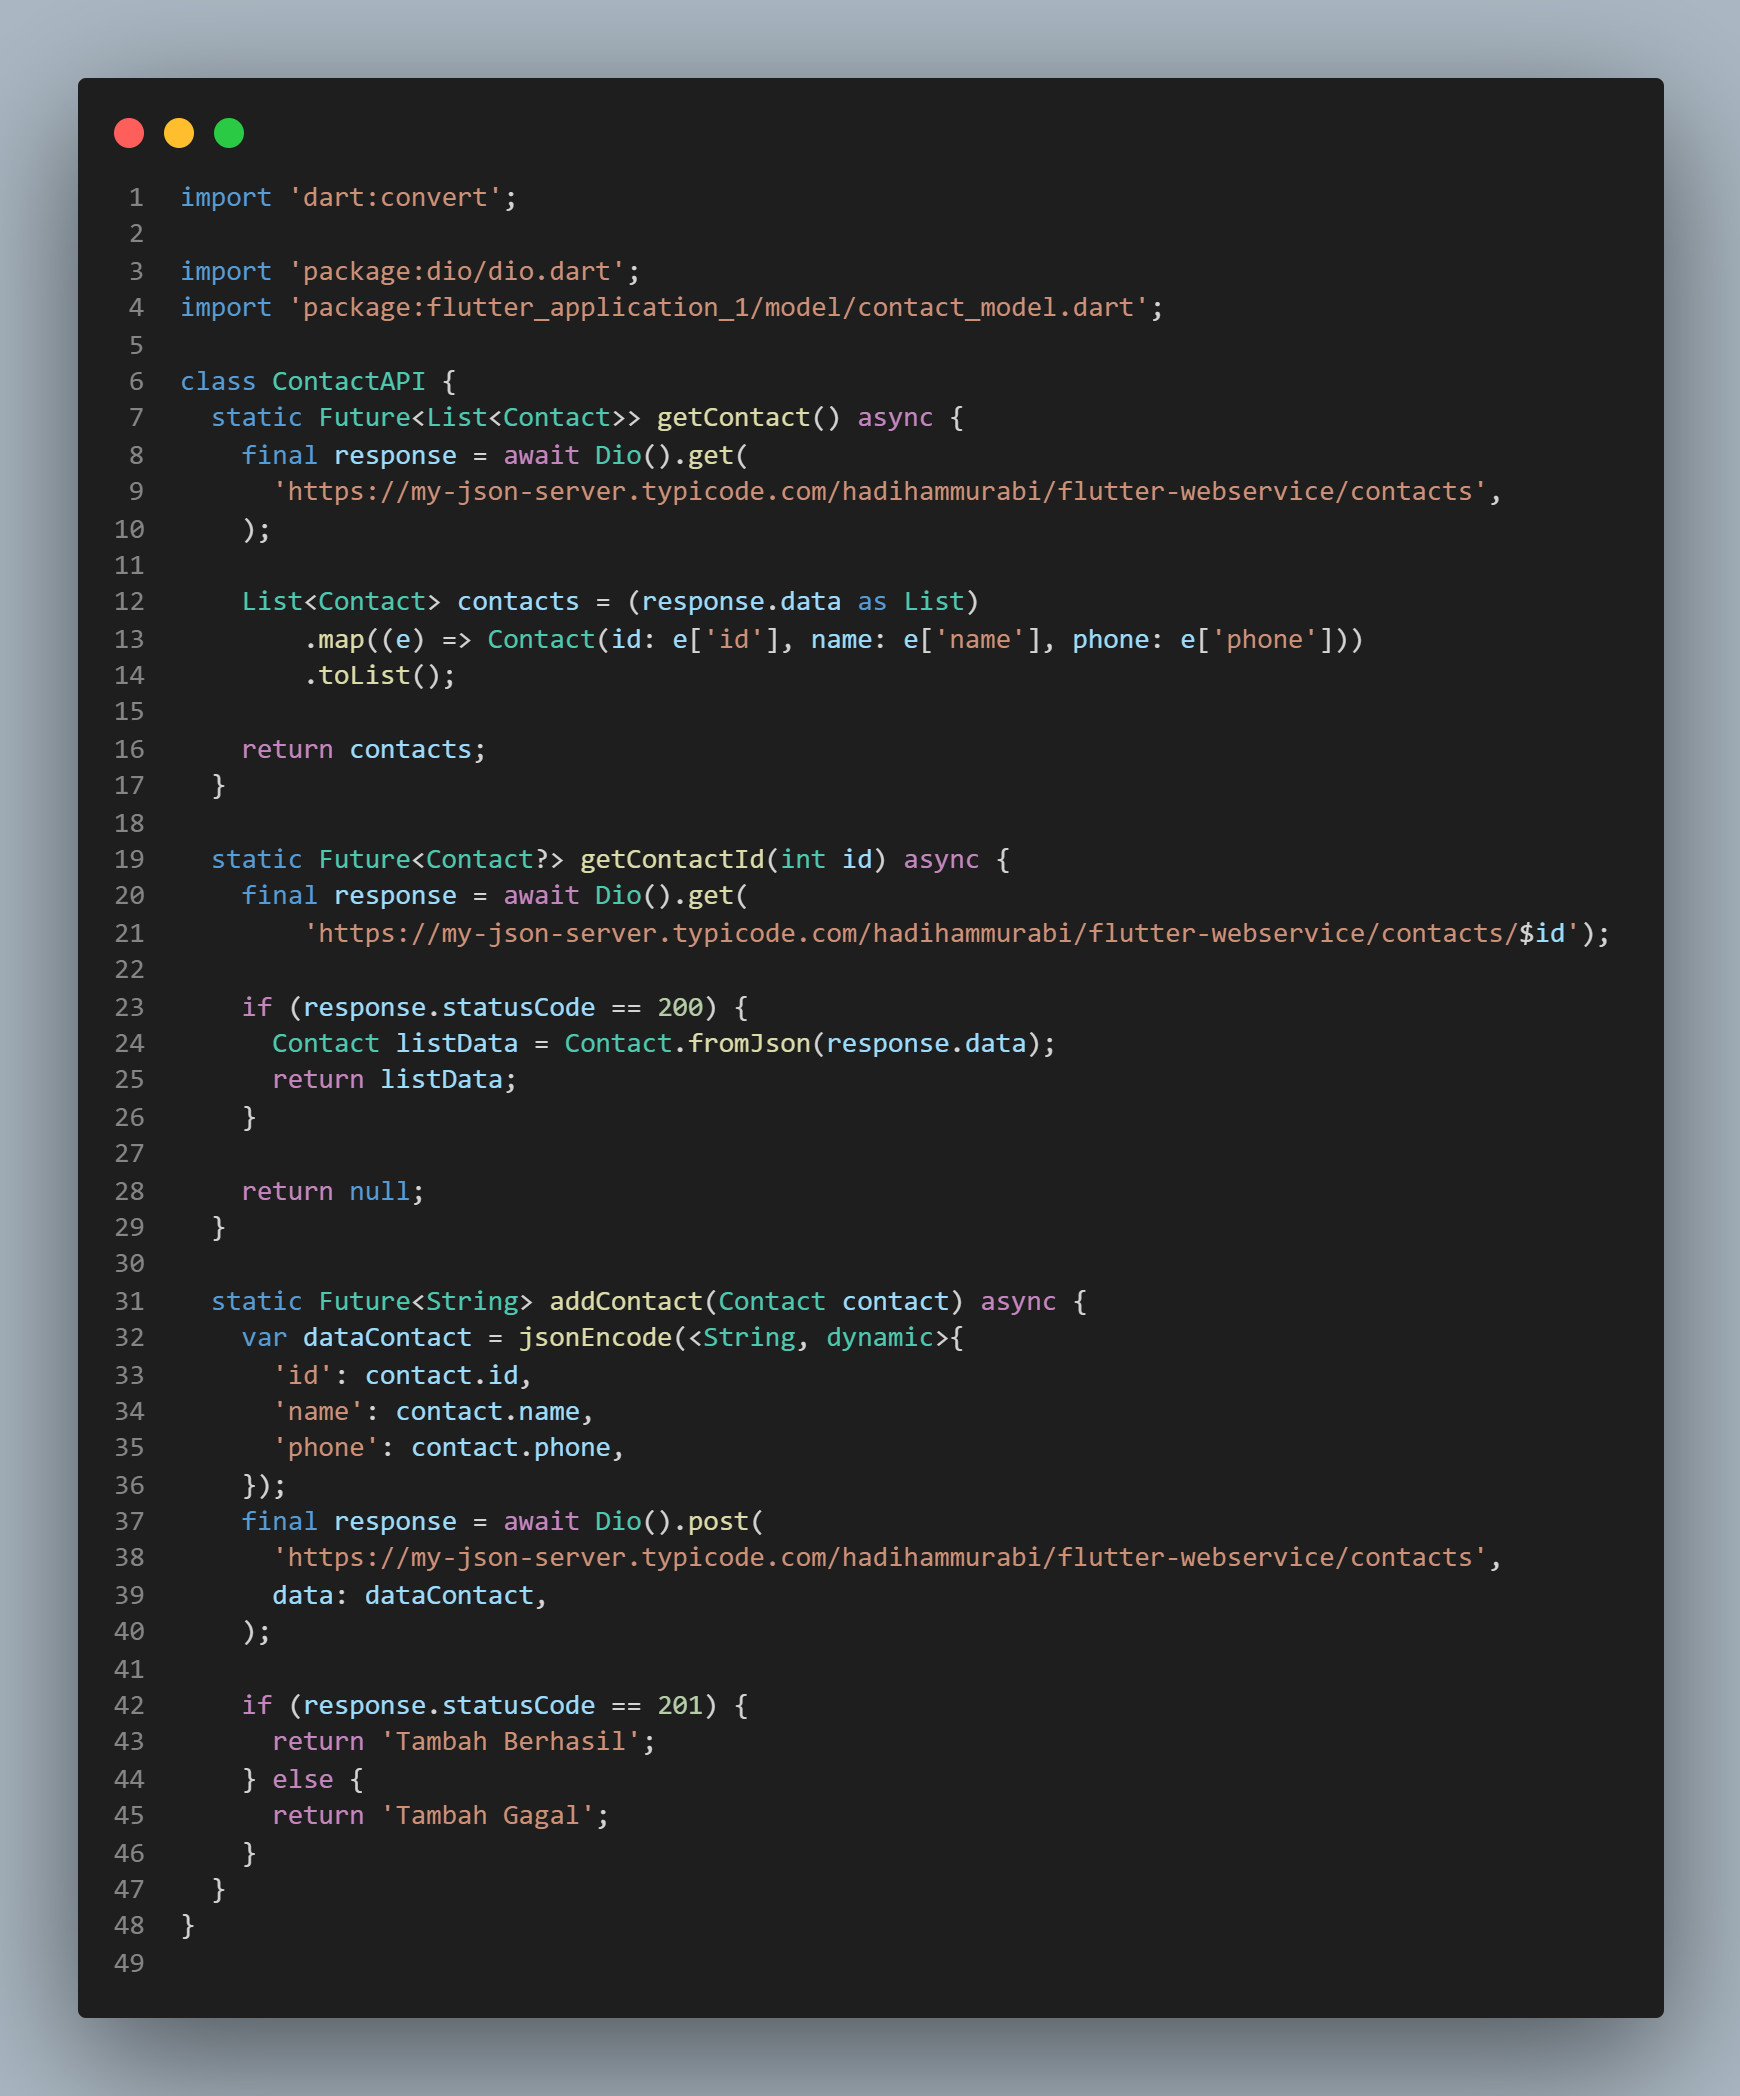 1 import 'dart:convert';
2
3 import 'package:dio/dio.dart';
4 import 'package:flutter_application_1/model/contact_model.dart';
5
6 class ContactAPI {
7   static Future<List<Contact>> getContact() async {
8     final response = await Dio().get(
9       'https://my-json-server.typicode.com/hadihammurabi/flutter-webservice/contacts',
10     );
11
12     List<Contact> contacts = (response.data as List)
13         .map((e) => Contact(id: e['id'], name: e['name'], phone: e['phone']))
14         .toList();
15
16     return contacts;
17   }
18
19   static Future<Contact?> getContactId(int id) async {
20     final response = await Dio().get(
21         'https://my-json-server.typicode.com/hadihammurabi/flutter-webservice/contacts/$id');
22
23     if (response.statusCode == 200) {
24       Contact listData = Contact.fromJson(response.data);
25       return listData;
26     }
27
28     return null;
29   }
30
31   static Future<String> addContact(Contact contact) async {
32     var dataContact = jsonEncode(<String, dynamic>{
33       'id': contact.id,
34       'name': contact.name,
35       'phone': contact.phone,
36     });
37     final response = await Dio().post(
38       'https://my-json-server.typicode.com/hadihammurabi/flutter-webservice/contacts',
39       data: dataContact,
40     );
41
42     if (response.statusCode == 201) {
43       return 'Tambah Berhasil';
44     } else {
45       return 'Tambah Gagal';
46     }
47   }
48 }
49